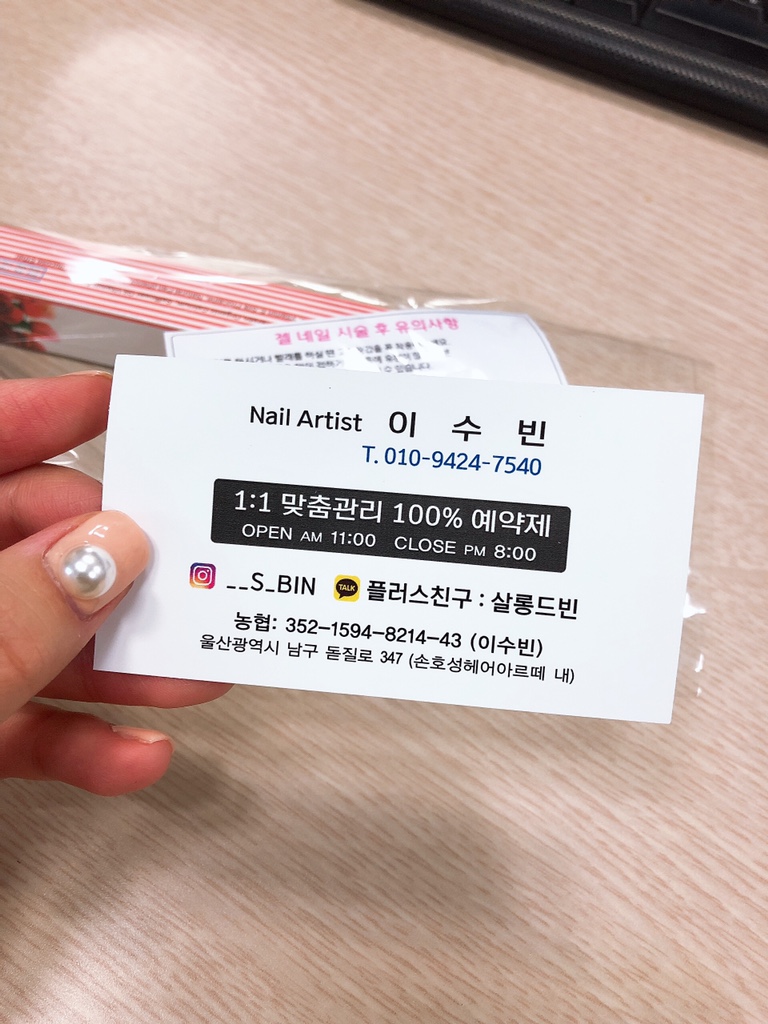 젤 네일 시술 후 유의사항
Nail Artist 이 수 빈
T. 010-9424-7540
1:1 맞춤관리 100% 예약제
OPEN AM 11:00 CLOSE PM 8:00
__S_BIN TALK 플러스친구 : 살롱드빈
농협: 352-1594-8214-43 (이수빈)
울산광역시 남구 돋질로 347 (손호성헤어아르떼 내)